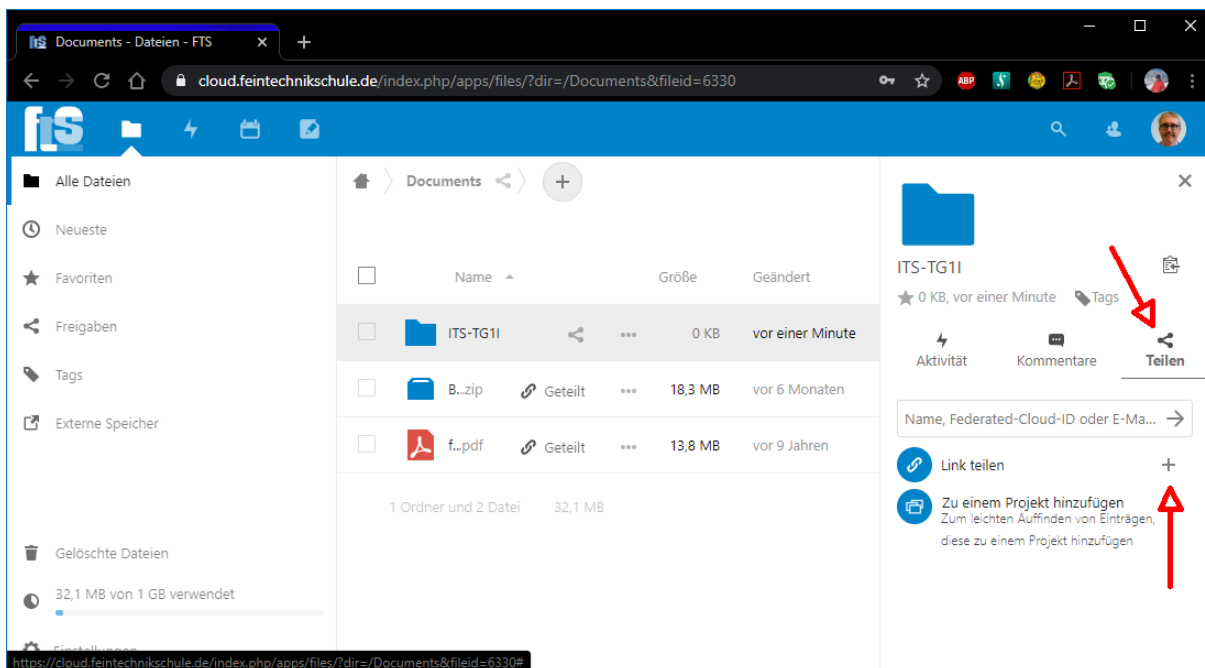 Documents - Dateien - FTS
cloud.feintechnikschule.de/index.php/apps/files/?dir=/Documents&fileid=6330
ABP
fts
Alle Dateien
Neueste
Favoriten
Freigaben
Tags
Externe Speicher
Gelöschte Dateien
32,1 MB von 1 GB verwendet
Einstellungen
https://cloud.feintechnikschule.de/index.php/apps/files/?dir=/Documents&fileid=6330#
Documents
Name Größe Geändert
ITS-TG1I 0 KB vor einer Minute
B...zip Geteilt 18,3 MB vor 6 Monaten
f...pdf Geteilt 13,8 MB vor 9 Jahren
1 Ordner und 2 Datei 32,1 MB
ITS-TG1I
0 KB, vor einer Minute Tags
Aktivität Kommentare Teilen
Name, Federated-Cloud-ID oder E-Ma...
Link teilen
Zu einem Projekt hinzufügen
Zum leichten Auffinden von Einträgen,
diese zu einem Projekt hinzufügen